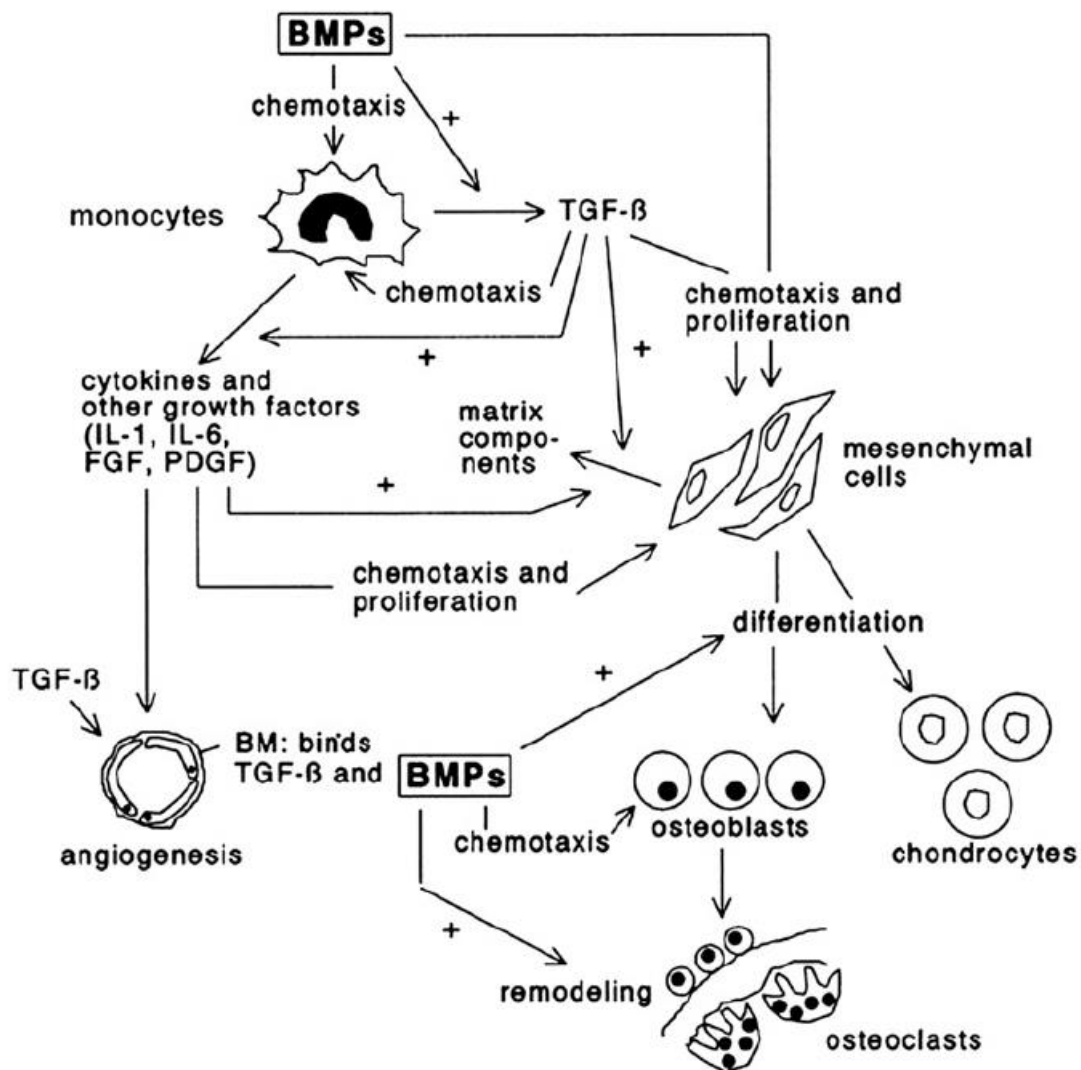 BMPs
chemotaxis
+
monocytes
TGF-ß
chemotaxis
chemotaxis and
proliferation
+
+
cytokines and
other growth factors
(IL-1, IL-6,
FGF, PDGF)
matrix
compo-
nents
mesenchymal
cells
+
chemotaxis and
proliferation
differentiation
+
TGF-ß
BM: binds
TGF-ß and
BMPs
chemotaxis
osteoblasts
angiogenesis
chondrocytes
+
remodeling
osteoclasts